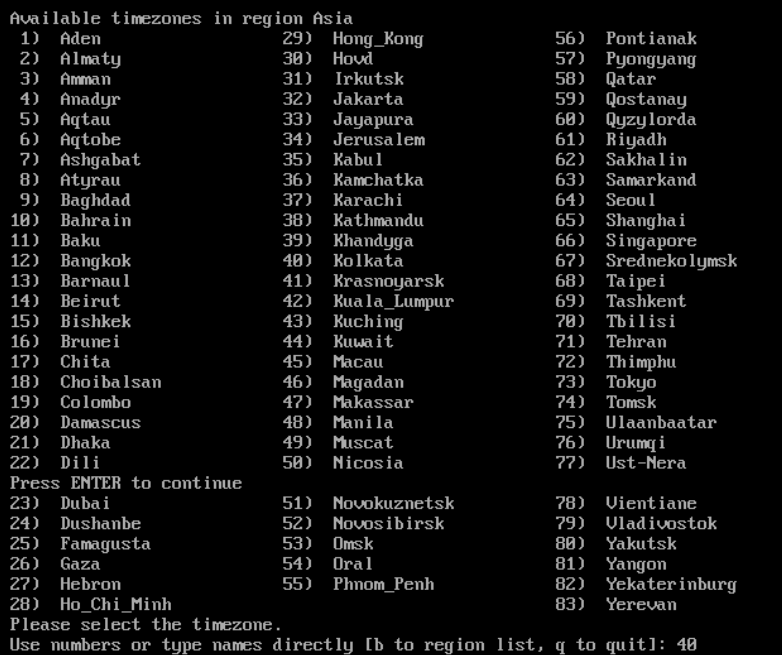 Available timezones in region Asia
 1)  Aden                29)  Hong_Kong           56)  Pontianak
 2)  Almaty              30)  Hovd                57)  Pyongyang
 3)  Amman               31)  Irkutsk             58)  Qatar
 4)  Anadyr              32)  Jakarta             59)  Qostanay
 5)  Aqtau               33)  Jayapura            60)  Qyzylorda
 6)  Aqtobe              34)  Jerusalem           61)  Riyadh
 7)  Ashgabat            35)  Kabul               62)  Sakhalin
 8)  Atyrau              36)  Kamchatka           63)  Samarkand
 9)  Baghdad             37)  Karachi             64)  Seoul
10)  Bahrain             38)  Kathmandu           65)  Shanghai
11)  Baku                39)  Khandyga            66)  Singapore
12)  Bangkok             40)  Kolkata             67)  Srednekolymsk
13)  Barnaul             41)  Krasnoyarsk         68)  Taipei
14)  Beirut              42)  Kuala_Lumpur        69)  Tashkent
15)  Bishkek             43)  Kuching             70)  Tbilisi
16)  Brunei              44)  Kuwait              71)  Tehran
17)  Chita               45)  Macau               72)  Thimphu
18)  Choibalsan          46)  Magadan             73)  Tokyo
19)  Colombo             47)  Makassar            74)  Tomsk
20)  Damascus            48)  Manila              75)  Ulaanbaatar
21)  Dhaka               49)  Muscat              76)  Urumqi
22)  Dili                50)  Nicosia             77)  Ust-Nera
Press ENTER to continue
23)  Dubai               51)  Novokuznetsk        78)  Vientiane
24)  Dushanbe            52)  Novosibirsk         79)  Vladivostok
25)  Famagusta           53)  Omsk                80)  Yakutsk
26)  Gaza                54)  Oral                81)  Yangon
27)  Hebron              55)  Phnom_Penh          82)  Yekaterinburg
28)  Ho_Chi_Minh                                  83)  Yerevan
Please select the timezone.
Use numbers or type names directly [b to region list, q to quit]: 40